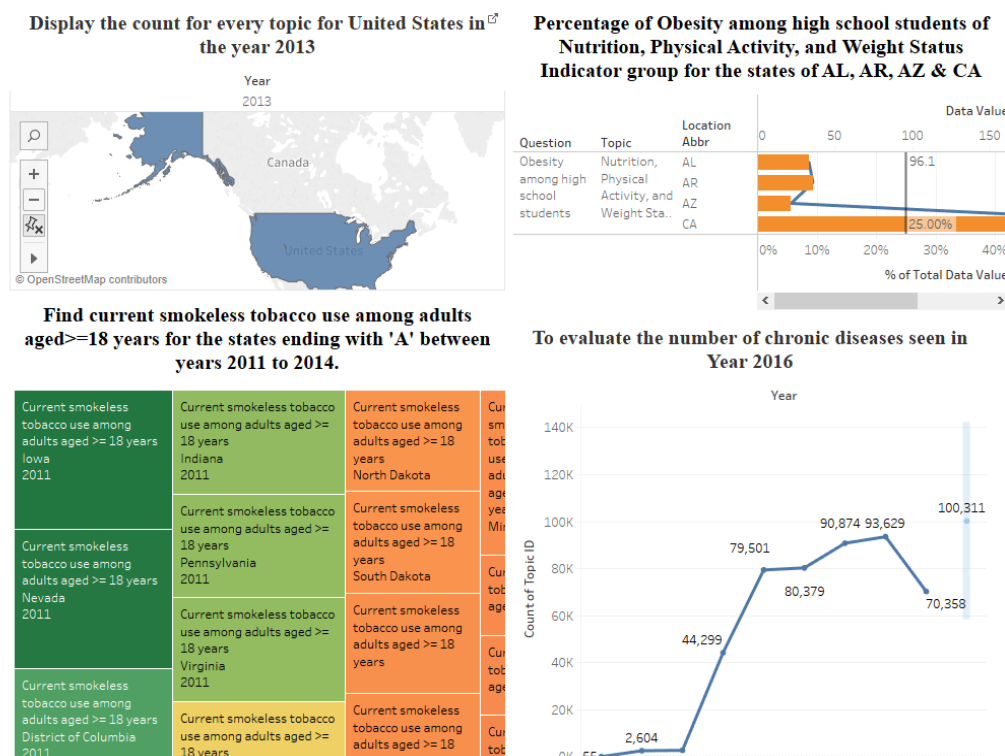 Display the count for every topic for United States in
the year 2013
Year
2013
Canada
United States
© OpenStreetMap contributors
Percentage of Obesity among high school students of
Nutrition, Physical Activity, and Weight Status
Indicator group for the states of AL, AR, AZ & CA
Data Value
Question
Topic
Location
Abbr
0
50
100
150
Obesity
among high
school
students
Nutrition,
Physical
Activity, and
Weight Sta..
AL
AR
AZ
CA
96.1
25.00%
0%
10%
20%
30%
40%
% of Total Data Value
Find current smokeless tobacco use among adults
aged>=18 years for the states ending with 'A' between
years 2011 to 2014.
Current smokeless
tobacco use among
adults aged >= 18 years
Iowa
2011
Current smokeless
tobacco use among
adults aged >= 18 years
Nevada
2011
Current smokeless
tobacco use among
adults aged >= 18 years
District of Columbia
2011
Current smokeless tobacco
use among adults aged >=
18 years
Indiana
2011
Current smokeless tobacco
use among adults aged >=
18 years
Pennsylvania
2011
Current smokeless tobacco
use among adults aged >=
18 years
Virginia
2011
Current smokeless tobacco
use among adults aged >=
18 years
Current smokeless
tobacco use among
adults aged >= 18
years
North Dakota
Current smokeless
tobacco use among
adults aged >= 18
years
South Dakota
Current smokeless
tobacco use among
adults aged >= 18
years
Current smokeless
tobacco use among
adults aged >= 18
To evaluate the number of chronic diseases seen in
Year 2016
Year
Count of Topic ID
140K
120K
100K
80K
60K
40K
20K
0K
55
2,604
44,299
79,501
80,379
90,874
93,629
70,358
100,311